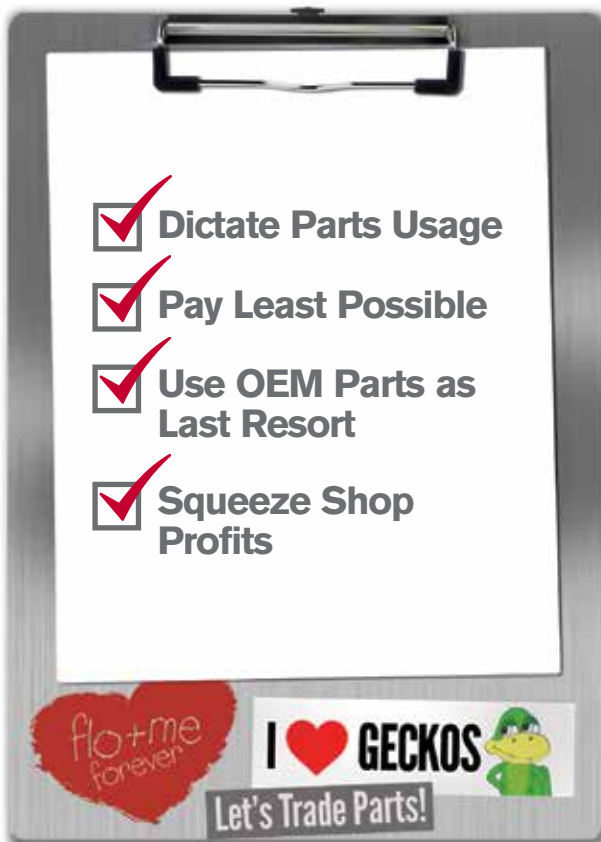 Dictate Parts Usage
Pay Least Possible
Use OEM Parts as
Last Resort
Squeeze Shop
Profits
flo+me
forever
I ❤ GECKOS
Let's Trade Parts!